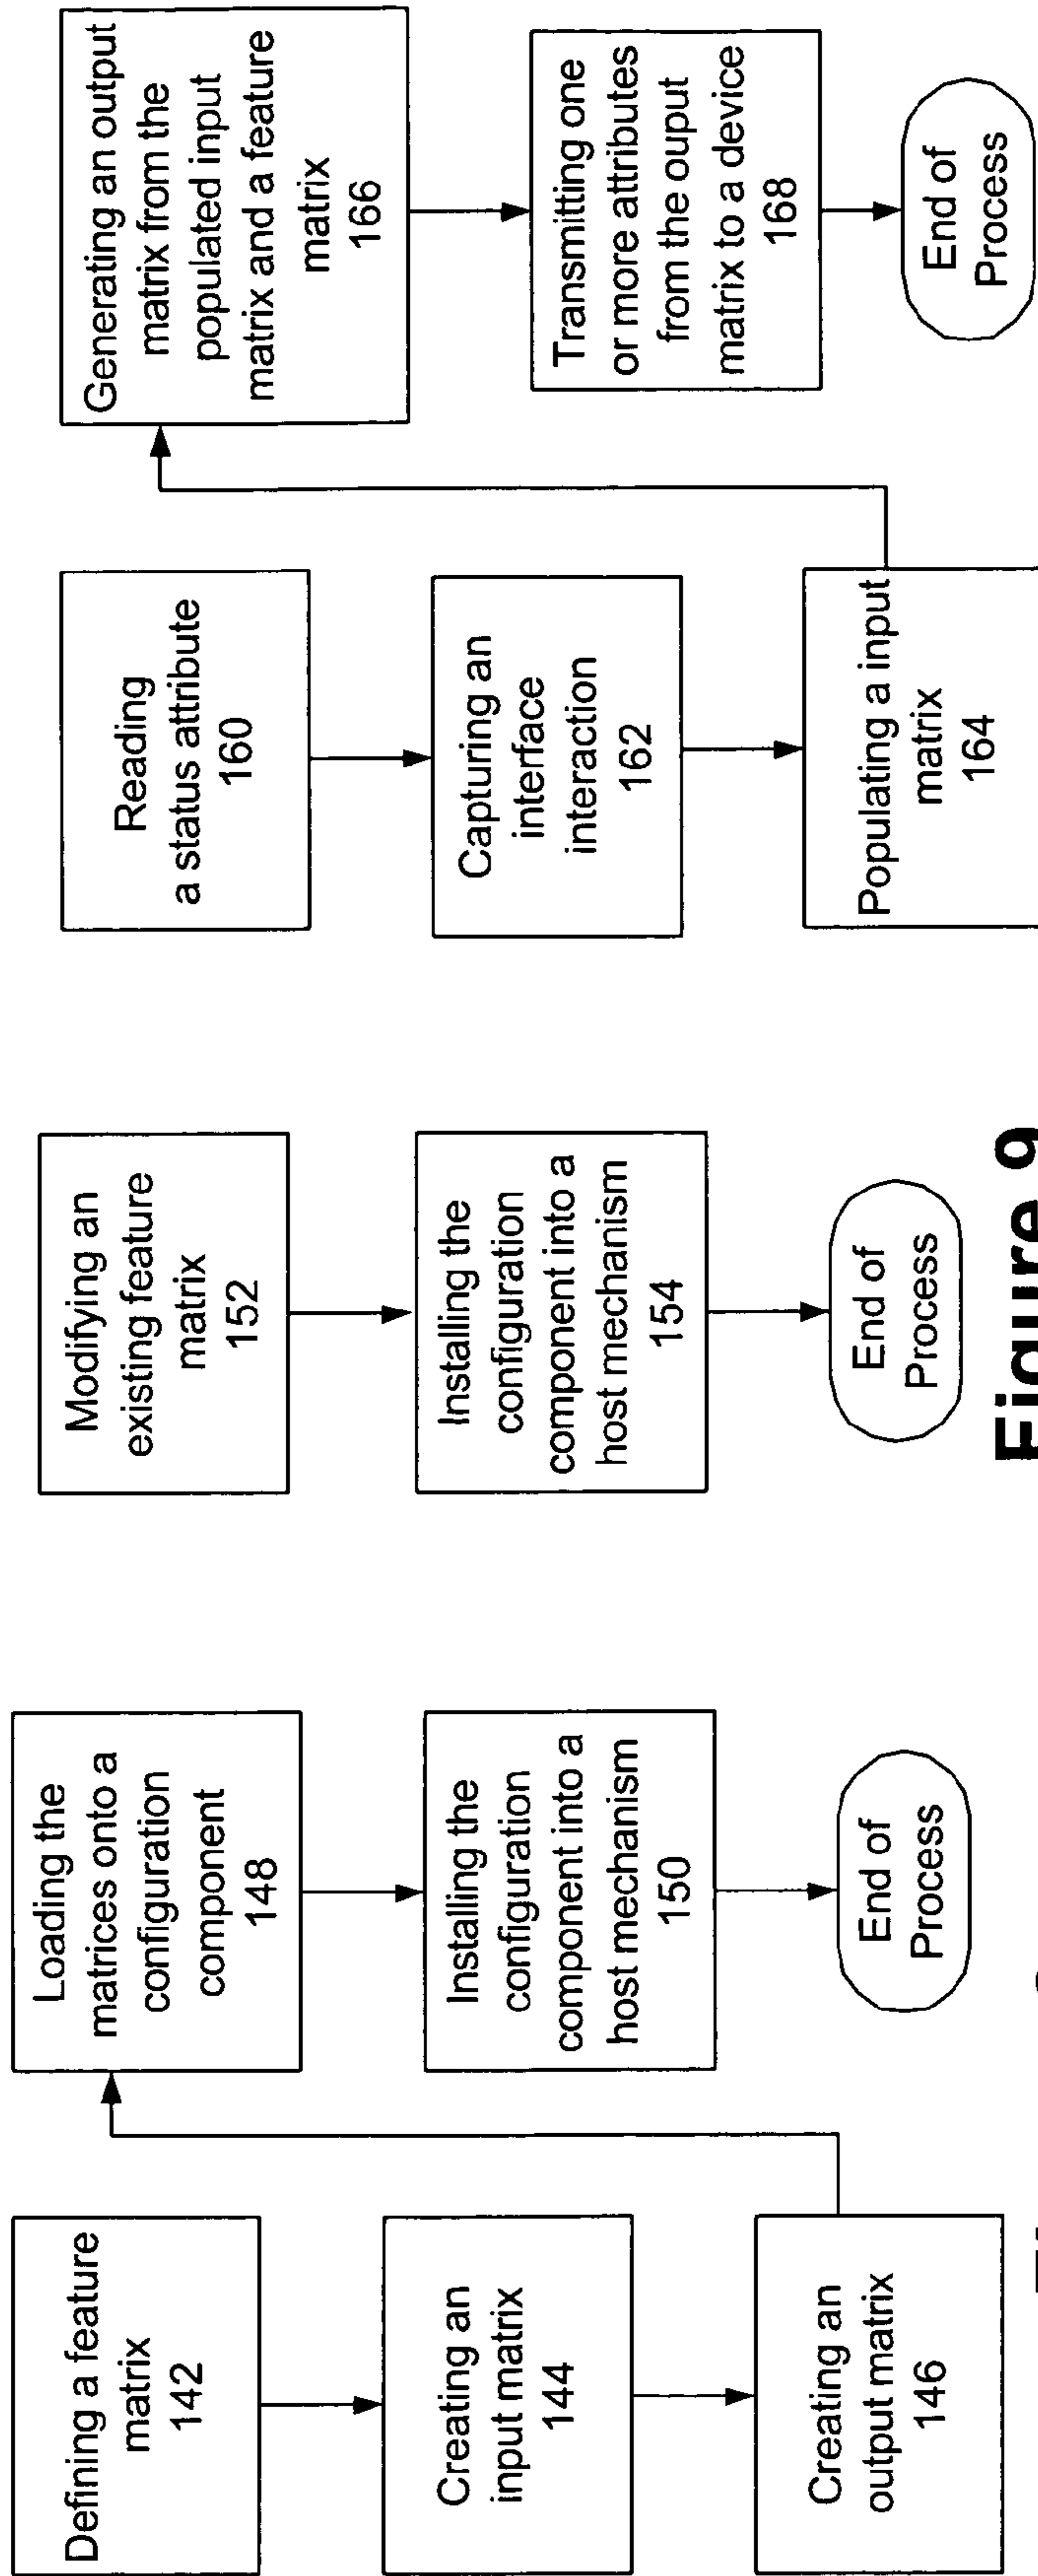 Defining a feature
matrix
142
Creating an
input matrix
144
Creating an
output matrix
146
Loading the
matrices onto a
configuration
component
148
Installing the
configuration
component into a
host mechanism
150
End of
Process
Modifying an
existing feature
matrix
152
Installing the
configuration
component into a
host mechanism
154
End of
Process
Figure 9
Reading
a status attribute
160
Capturing an
interface
interaction
162
Populating a input
matrix
164
Generating an output
matrix from the
populated input
matrix and a feature
matrix
166
Transmitting one
or more attributes
from the ouput
matrix to a device
168
End of
Process